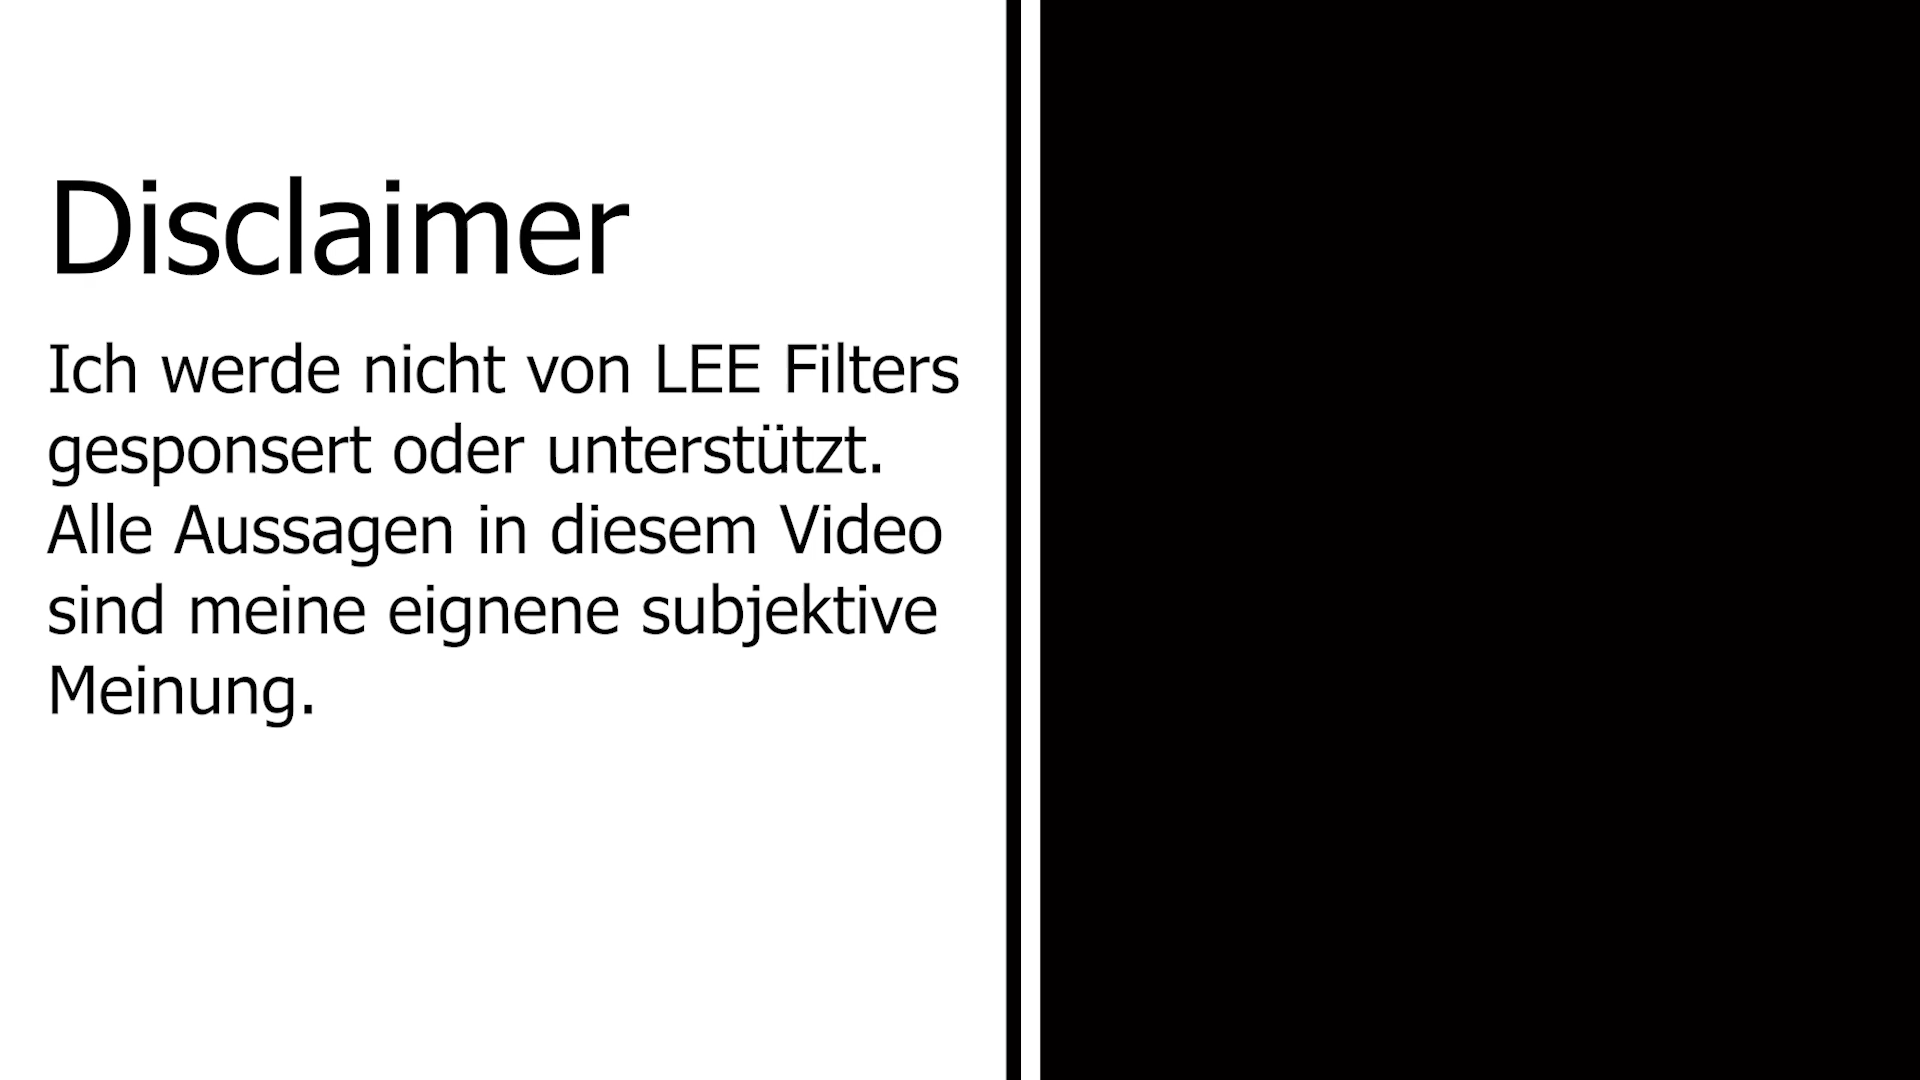 Disclaimer
Ich werde nicht von LEE Filters
gesponsert oder unterstützt.
Alle Aussagen in diesem Video
sind meine eignene subjektive
Meinung.